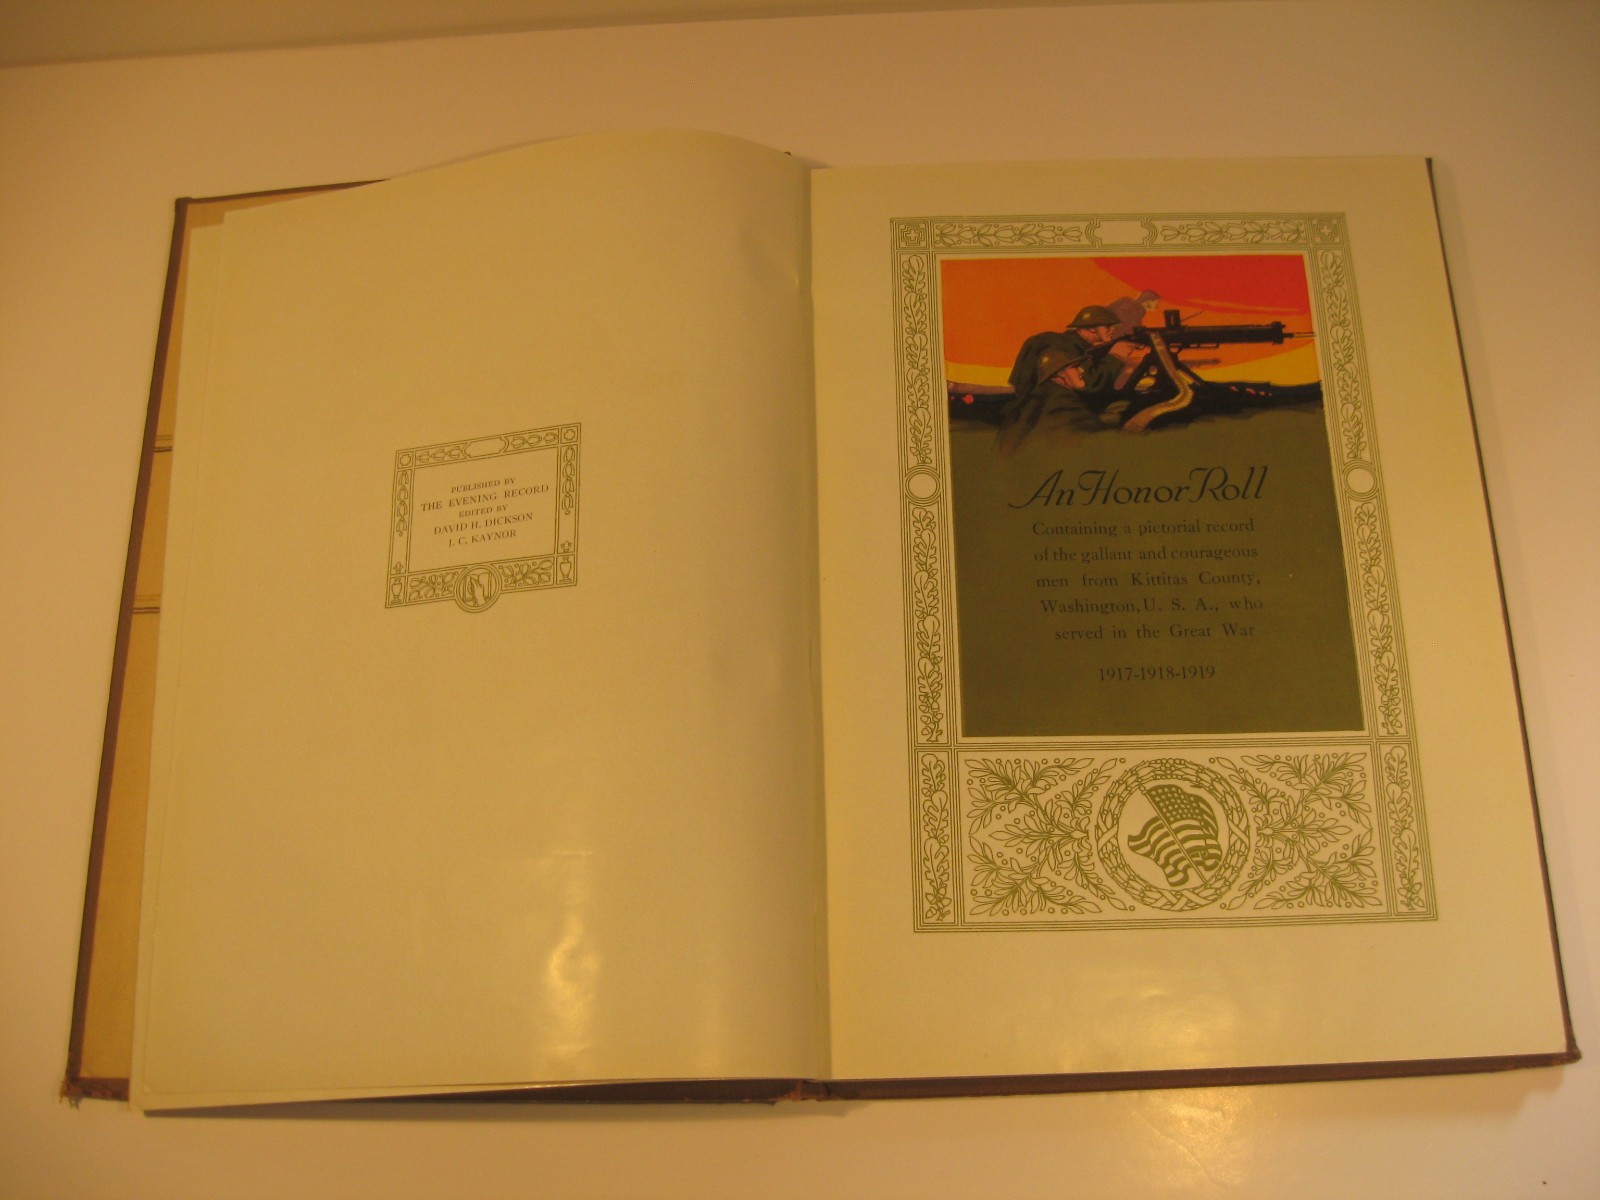 PUBLISHED BY
THE EVENING RECORD
EDITED BY
DAVID H. DICKSON
J. C. KAYNOR
An Honor Roll
Containing a pictorial record
of the gallant and courageous
men from Kittitas County,
Washington, U. S. A., who
served in the Great War
1917-1918-1919